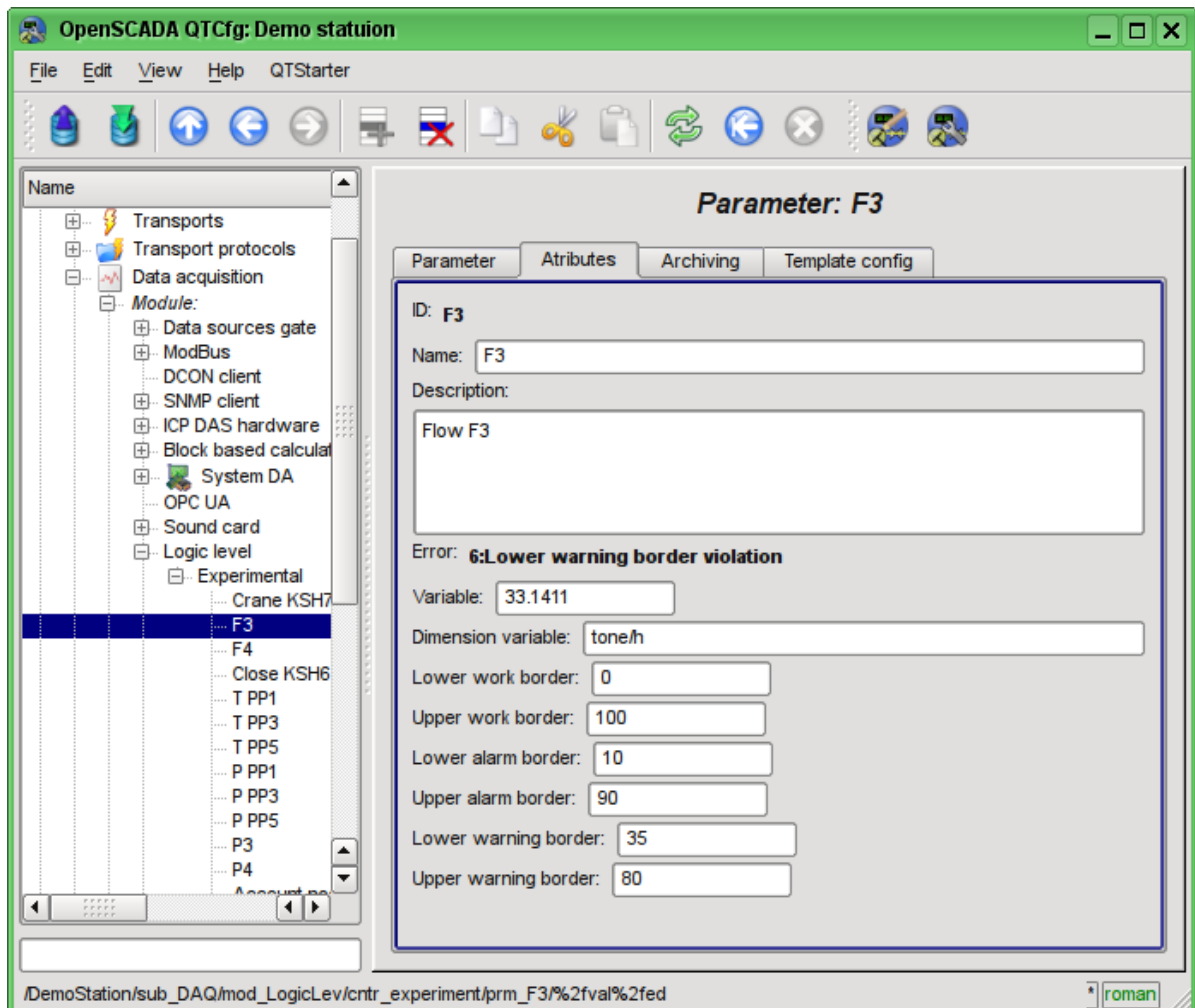 OpenSCADA QTCfg: Demo statuion
File Edit View Help QTStarter
Name
Transports
Transport protocols
Data acquisition
Module:
Data sources gate
ModBus
DCON client
SNMP client
ICP DAS hardware
Block based calculat
System DA
OPC UA
Sound card
Logic level
Experimental
Crane KSH7
F3
F4
Close KSH6
T PP1
T PP3
T PP5
P PP1
P PP3
P PP5
P3
P4
Parameter: F3
Parameter Atributes Archiving Template config
ID: F3
Name: F3
Description:
Flow F3
Error: 6:Lower warning border violation
Variable: 33.1411
Dimension variable: tone/h
Lower work border: 0
Upper work border: 100
Lower alarm border: 10
Upper alarm border: 90
Lower warning border: 35
Upper warning border: 80
/DemoStation/sub_DAQ/mod_LogicLev/cntr_experiment/prm_F3/%2fval%2fed * roman